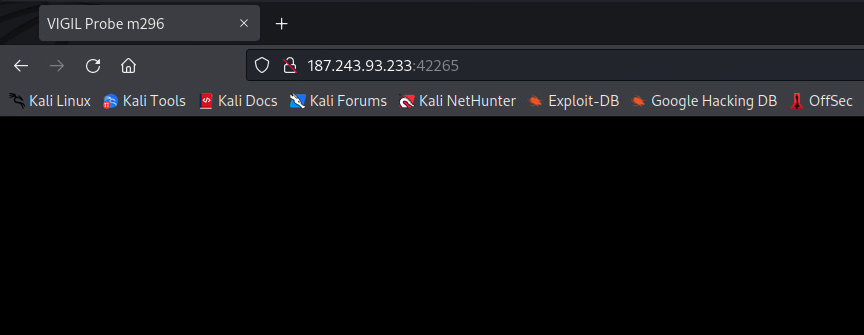 VIGIL Probe m296
187.243.93.233:42265
Kali Linux Kali Tools Kali Docs Kali Forums Kali NetHunter Exploit-DB Google Hacking DB OffSec